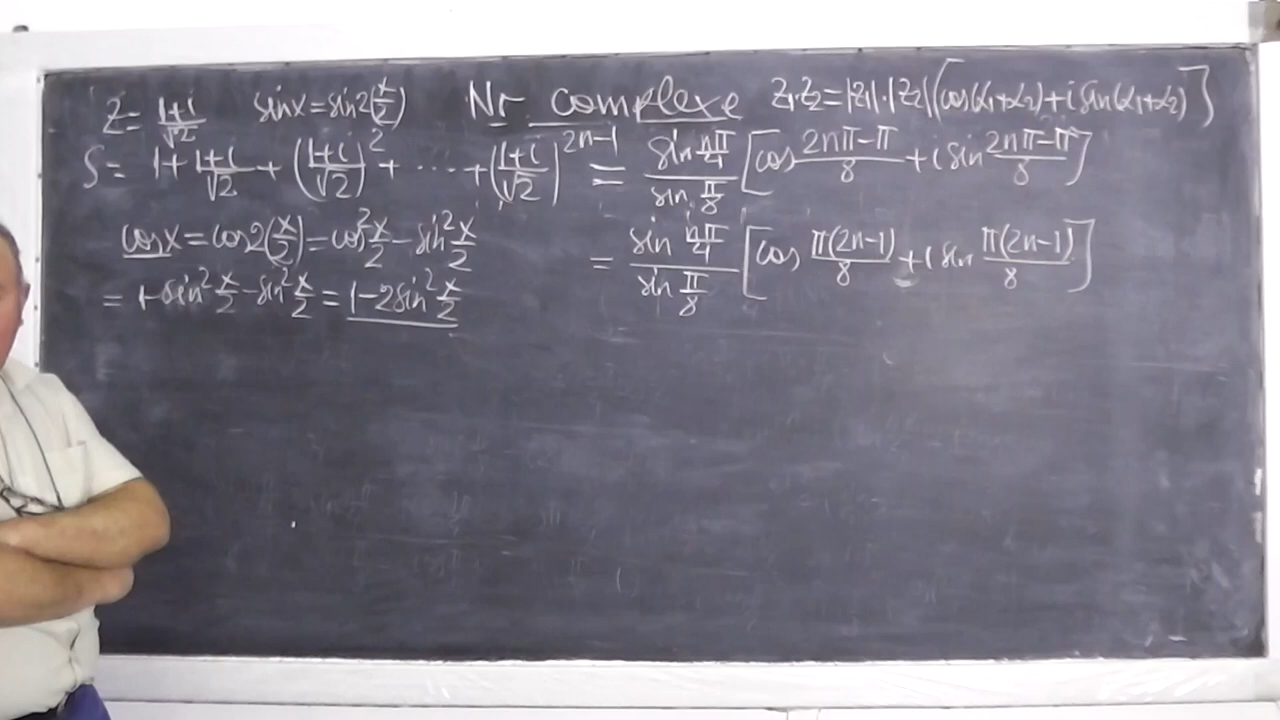 Nr. complexe
Z = (1+i)/√2   sin x = sin 2(x/2)   Z₁·Z₂ = |Z₁|·|Z₂| [cos(α₁+α₂) + i sin(α₁+α₂)]
S = 1 + (1+i)/√2 + ((1+i)/√2)² + ⋯ + ((1+i)/√2)^(2n-1) = (sin nπ/4)/(sin π/8) [cos (2nπ-π)/8 + i sin (2nπ-π)/8]
cos x = cos 2(x/2) = cos² x/2 - sin² x/2
= 1 - sin² x/2 - sin² x/2 = 1 - 2 sin² x/2
= (sin nπ/4)/(sin π/8) [cos π(2n-1)/8 + i sin π(2n-1)/8]